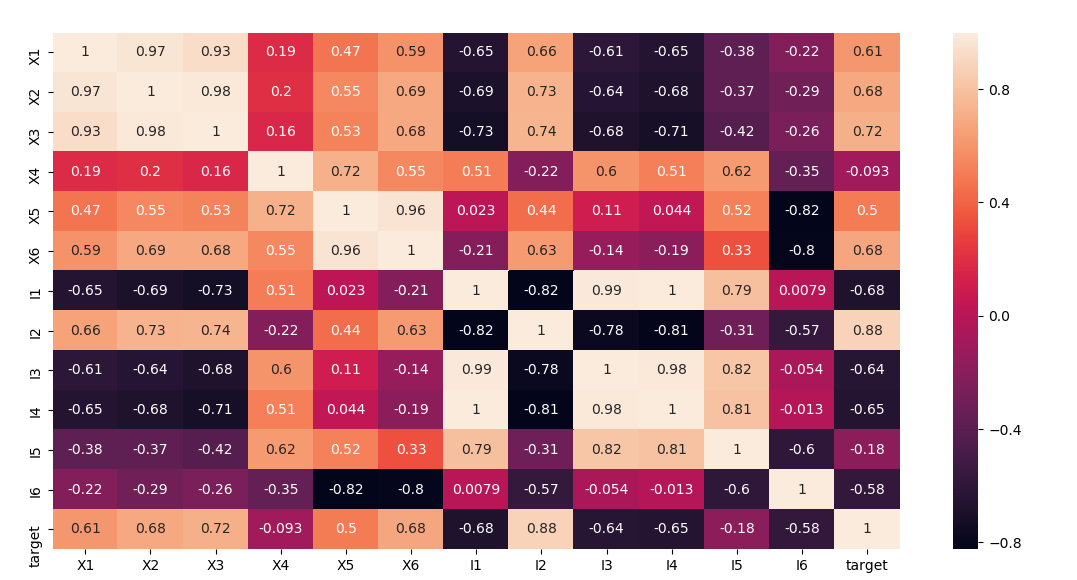 X1 1 0.97 0.93 0.19 0.47 0.59 -0.65 0.66 -0.61 -0.65 -0.38 -0.22 0.61
X2 0.97 1 0.98 0.2 0.55 0.69 -0.69 0.73 -0.64 -0.68 -0.37 -0.29 0.68
X3 0.93 0.98 1 0.16 0.53 0.68 -0.73 0.74 -0.68 -0.71 -0.42 -0.26 0.72
X4 0.19 0.2 0.16 1 0.72 0.55 0.51 -0.22 0.6 0.51 0.62 -0.35 -0.093
X5 0.47 0.55 0.53 0.72 1 0.96 0.023 0.44 0.11 0.044 0.52 -0.82 0.5
X6 0.59 0.69 0.68 0.55 0.96 1 -0.21 0.63 -0.14 -0.19 0.33 -0.8 0.68
I1 -0.65 -0.69 -0.73 0.51 0.023 -0.21 1 -0.82 0.99 1 0.79 0.0079 -0.68
I2 0.66 0.73 0.74 -0.22 0.44 0.63 -0.82 1 -0.78 -0.81 -0.31 -0.57 0.88
I3 -0.61 -0.64 -0.68 0.6 0.11 -0.14 0.99 -0.78 1 0.98 0.82 -0.054 -0.64
I4 -0.65 -0.68 -0.71 0.51 0.044 -0.19 1 -0.81 0.98 1 0.81 -0.013 -0.65
I5 -0.38 -0.37 -0.42 0.62 0.52 0.33 0.79 -0.31 0.82 0.81 1 -0.6 -0.18
I6 -0.22 -0.29 -0.26 -0.35 -0.82 -0.8 0.0079 -0.57 -0.054 -0.013 -0.6 1 -0.58
target 0.61 0.68 0.72 -0.093 0.5 0.68 -0.68 0.88 -0.64 -0.65 -0.18 -0.58 1
X1 X2 X3 X4 X5 X6 I1 I2 I3 I4 I5 I6 target
0.8
0.4
0.0
−0.4
−0.8